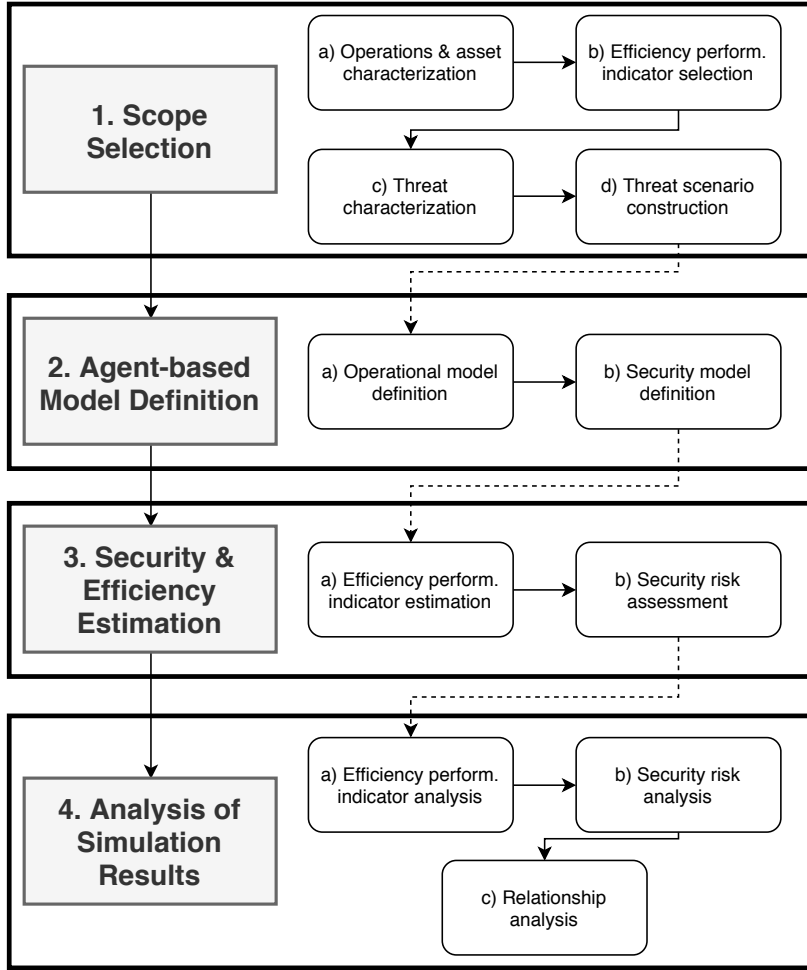 1. Scope
Selection
a) Operations & asset
characterization
b) Efficiency perform.
indicator selection
c) Threat
characterization
d) Threat scenario
construction
2. Agent-based
Model Definition
a) Operational model
definition
b) Security model
definition
3. Security &
Efficiency
Estimation
a) Efficiency perform.
indicator estimation
b) Security risk
assessment
4. Analysis of
Simulation
Results
a) Efficiency perform.
indicator analysis
b) Security risk
analysis
c) Relationship
analysis